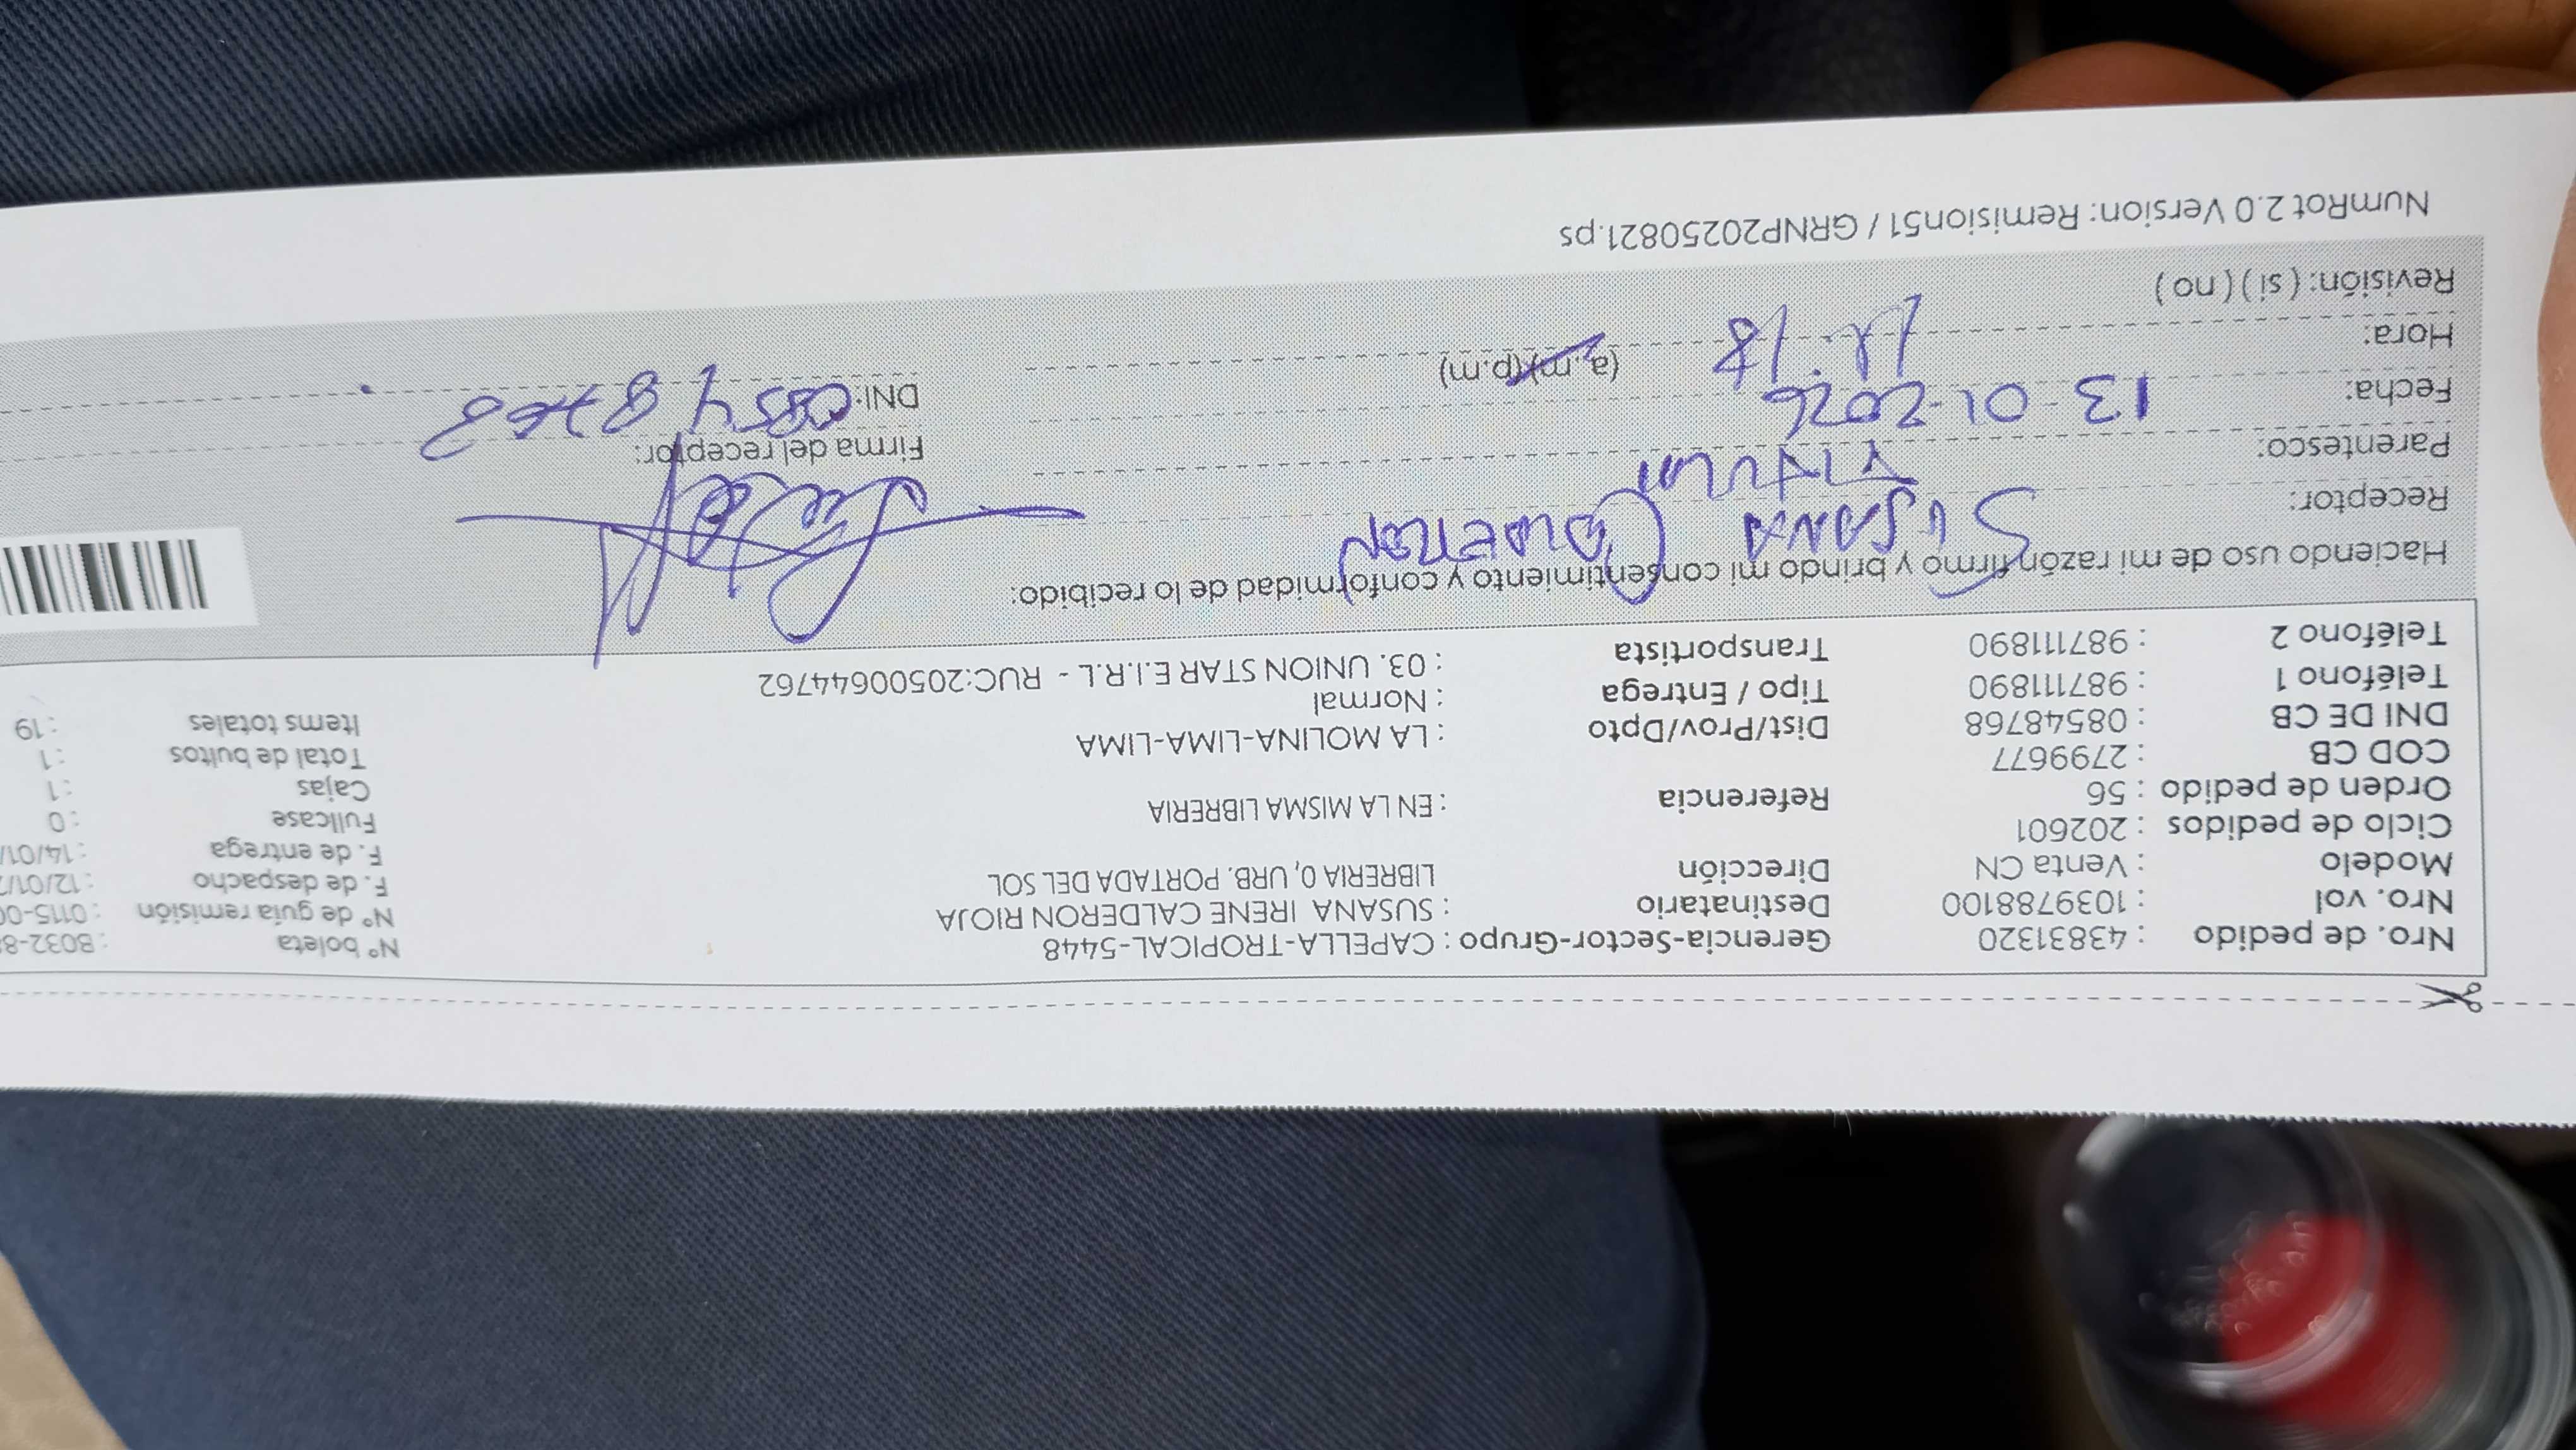 Nro. de pedido : 43831320 Gerencia-Sector-Grupo : CAPELLA-TROPICAL-5448 N° boleta : B032-8
Nro. vol : 1039788100 Destinatario : SUSANA IRENE CALDERON RIOJA N° de guía remisión : 0115-00
Modelo : Venta CN Dirección LIBRERIA 0, URB. PORTADA DEL SOL F. de despacho : 12/01/
Ciclo de pedidos : 202601 F. de entrega : 14/01/
Orden de pedido : 56 Referencia : EN LA MISMA LIBRERIA Fullcase : 0
COD CB : 2799677 Cajas : 1
DNI DE CB : 08548768 Dist/Prov/Dpto : LA MOLINA-LIMA-LIMA Total de bultos : 1
Teléfono 1 : 987111890 Tipo / Entrega : Normal Items totales : 19
Teléfono 2 : 987111890 Transportista : 03. UNION STAR E.I.R.L - RUC:20500644762
Haciendo uso de mi razón firmo y brindo mi consentimiento y conformidad de lo recibido:
Receptor: SUSANA CALDERON
Parentesco: TITULAR Firma del receptor:
Fecha: 13-01-2026 DNI: 08548768
Hora: (a.m)(p.m)
Revisión: ( si ) ( no )
NumRot 2.0 Version: Remision51 / GRNP20250821.ps